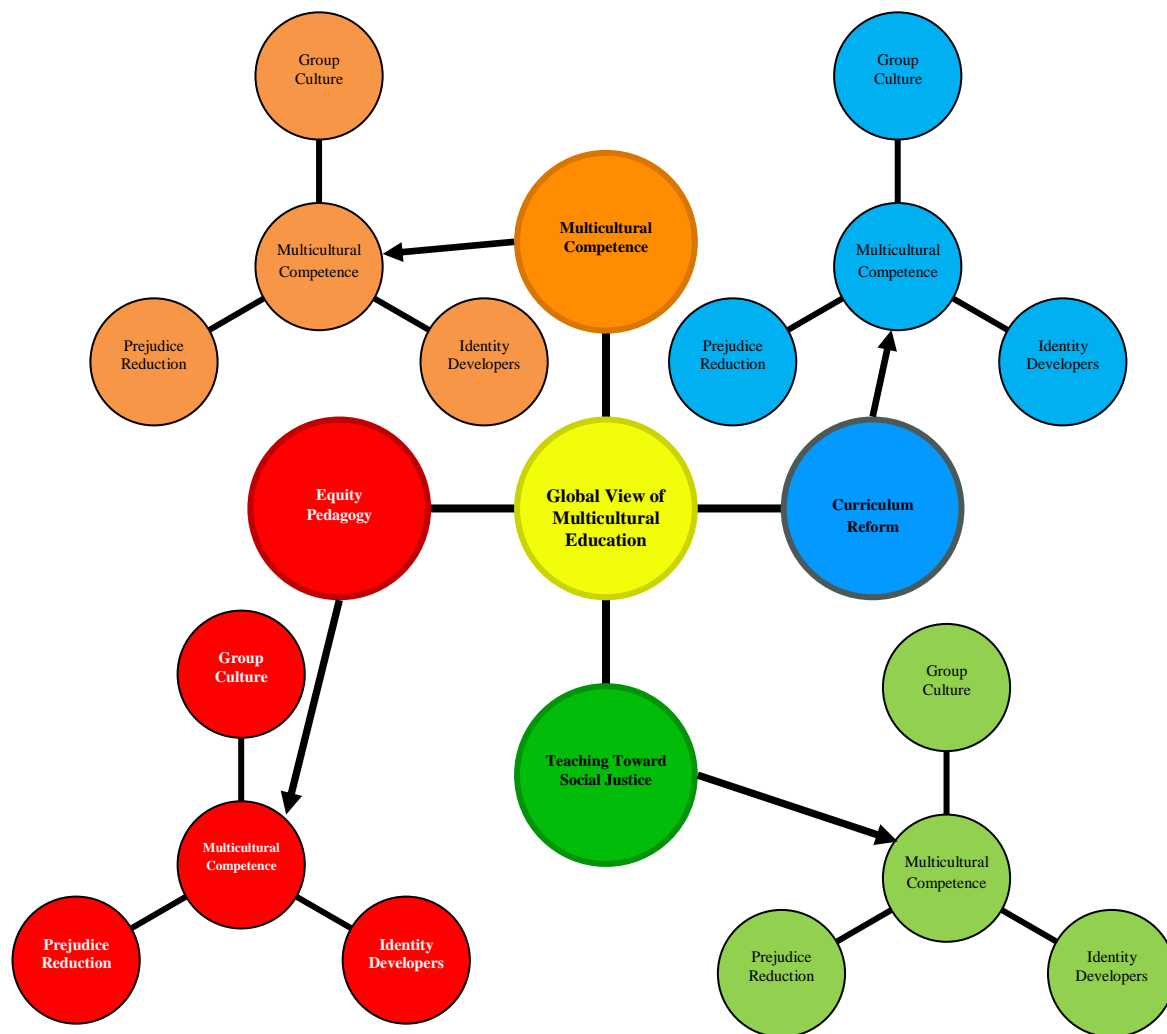 Group
Culture
Group
Culture
Multicultural
Competence
Multicultural
Competence
Multicultural
Competence
Prejudice
Reduction
Identity
Developers
Prejudice
Reduction
Identity
Developers
Equity
Pedagogy
Global View of
Multicultural
Education
Curriculum
Reform
Group
Culture
Group
Culture
Teaching Toward
Social Justice
Multicultural
Competence
Multicultural
Competence
Prejudice
Reduction
Identity
Developers
Prejudice
Reduction
Identity
Developers